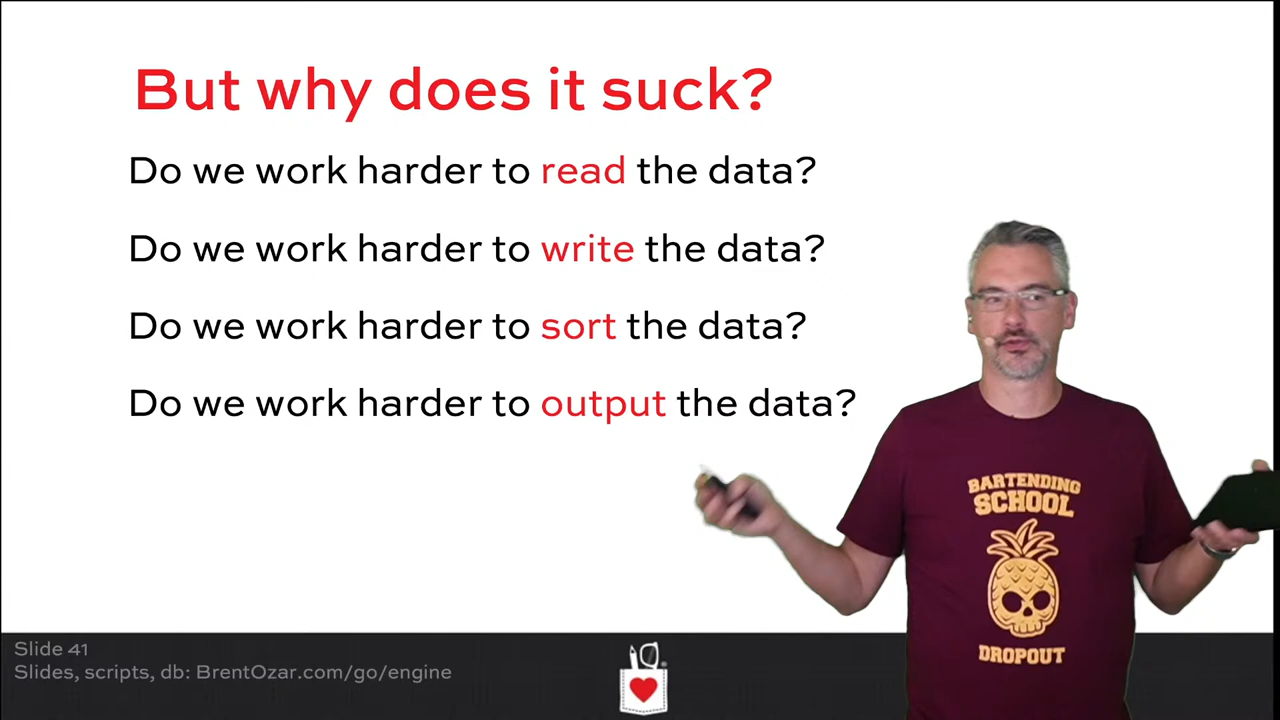 But why does it suck?
Do we work harder to read the data?
Do we work harder to write the data?
Do we work harder to sort the data?
Do we work harder to output the data?
BARTENDING
SCHOOL
DROPOUT
Slide 41
Slides, scripts, db: BrentOzar.com/go/engine